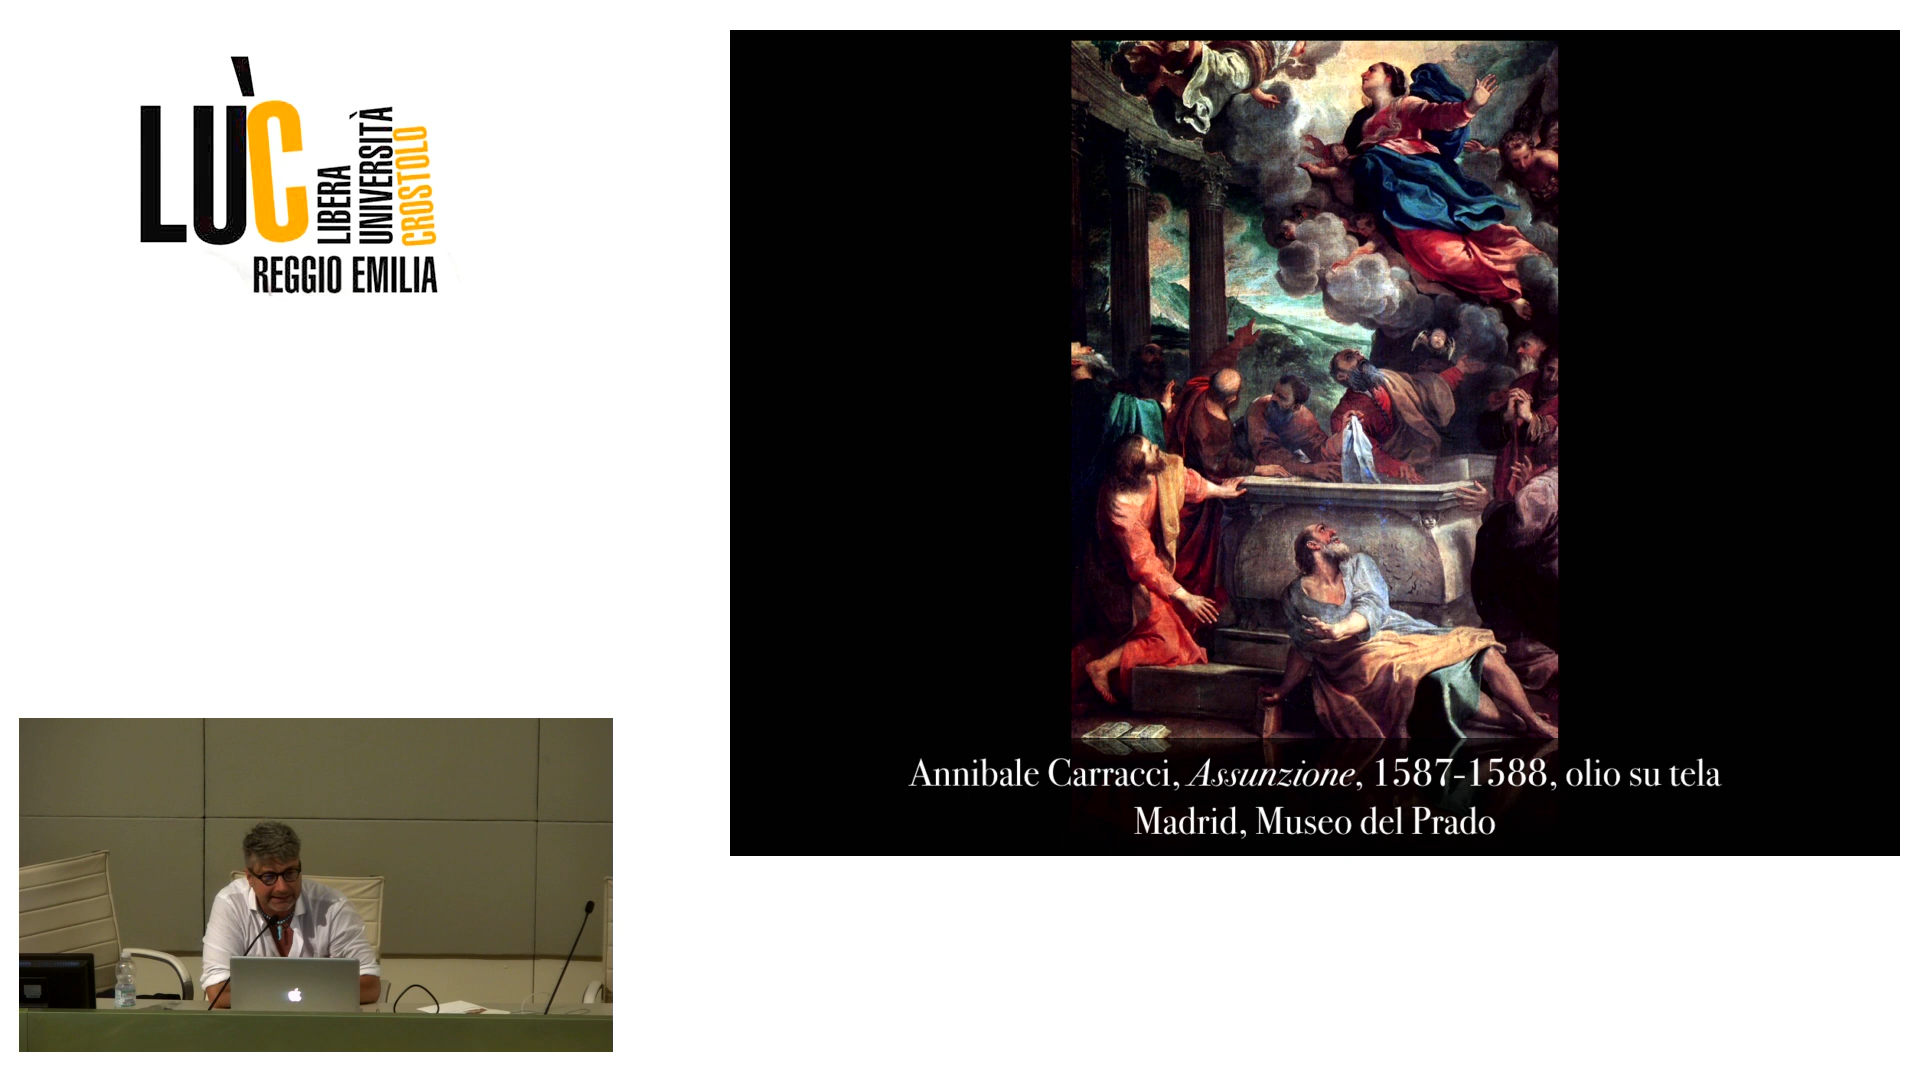 LÙC
LIBERA
UNIVERSITÀ
CROSTOLO
REGGIO EMILIA
Annibale Carracci, Assunzione, 1587-1588, olio su tela
Madrid, Museo del Prado